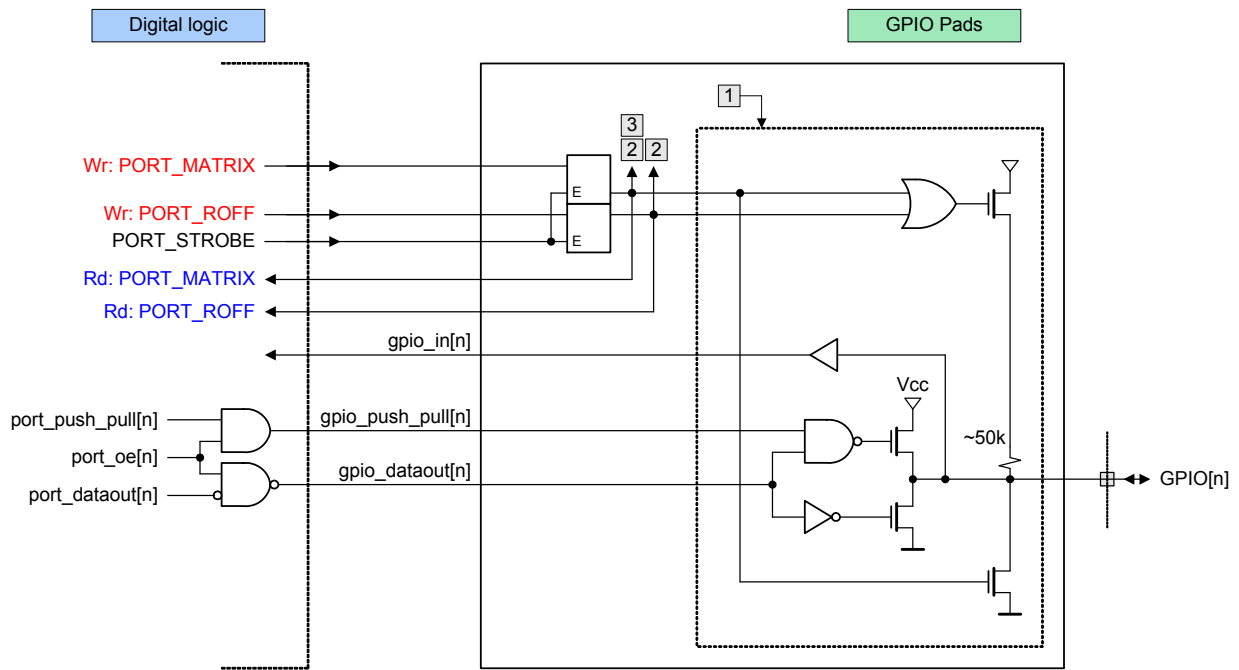 Digital logic
GPIO Pads
1
3
2 2
Wr: PORT_MATRIX
E
Wr: PORT_ROFF
PORT_STROBE
E
Rd: PORT_MATRIX
Rd: PORT_ROFF
gpio_in[n]
Vcc
port_push_pull[n]
gpio_push_pull[n]
~50k
port_oe[n]
gpio_dataout[n]
GPIO[n]
port_dataout[n]